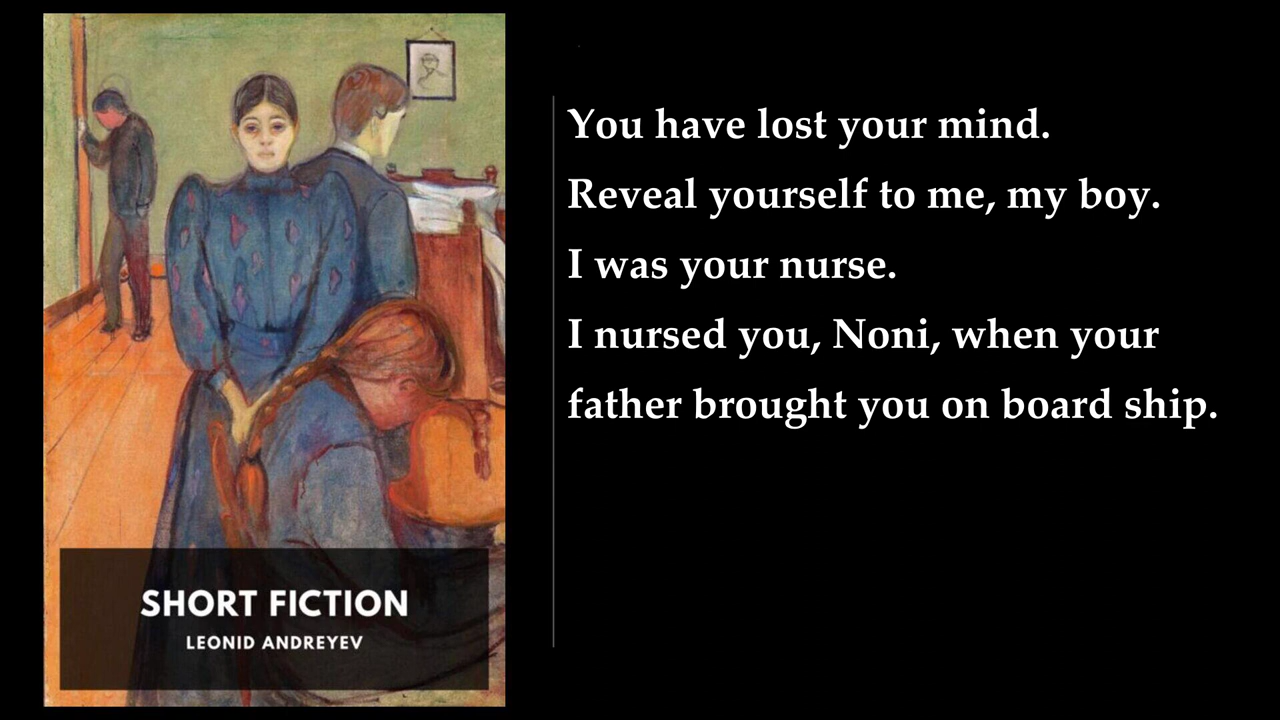 SHORT FICTION
LEONID ANDREYEV
You have lost your mind.
Reveal yourself to me, my boy.
I was your nurse.
I nursed you, Noni, when your
father brought you on board ship.